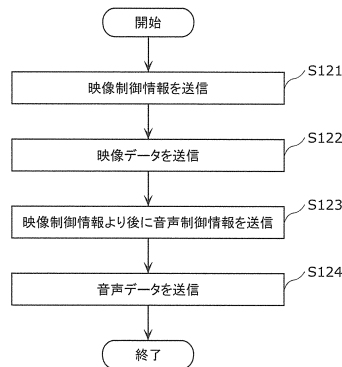 開始
S121
映像制御情報を送信
S122
映像データを送信
S123
映像制御情報より後に音声制御情報を送信
S124
音声データを送信
終了